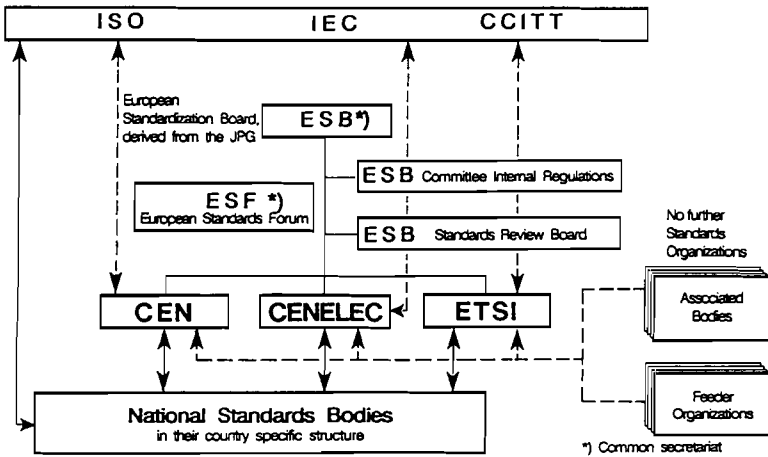 ISO IEC CCITT
European
Standardization Board,
derived from the JPG
ESB*)
ESB Committee Internal Regulations
ESF *)
European Standards Forum
ESB Standards Review Board
No further
Standards
Organizations
CEN CENELEC ETSI
Associated
Bodies
National Standards Bodies
in their country specific structure
Feeder
Organizations
*) Common secretariat